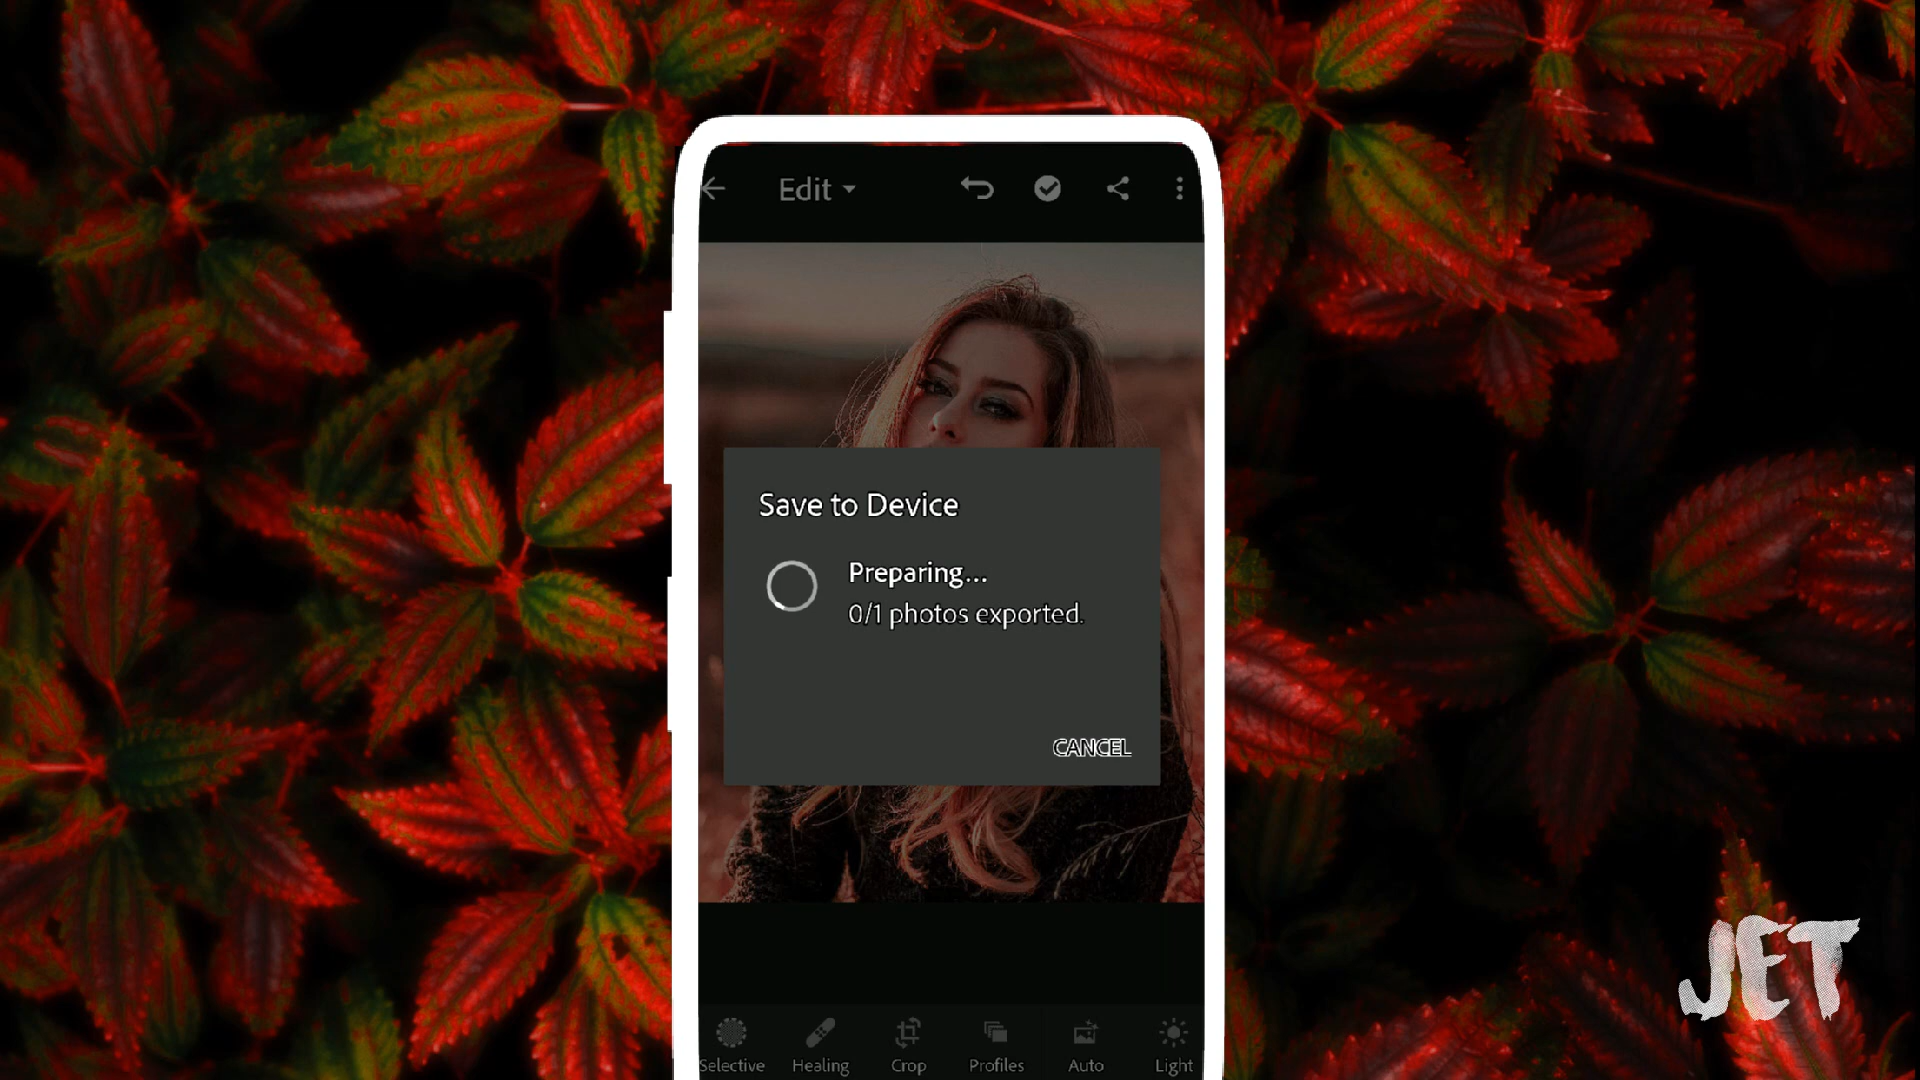 Edit
Save to Device
Preparing...
0/1 photos exported.
CANCEL
Selective Healing Crop Profiles Auto Light
JET